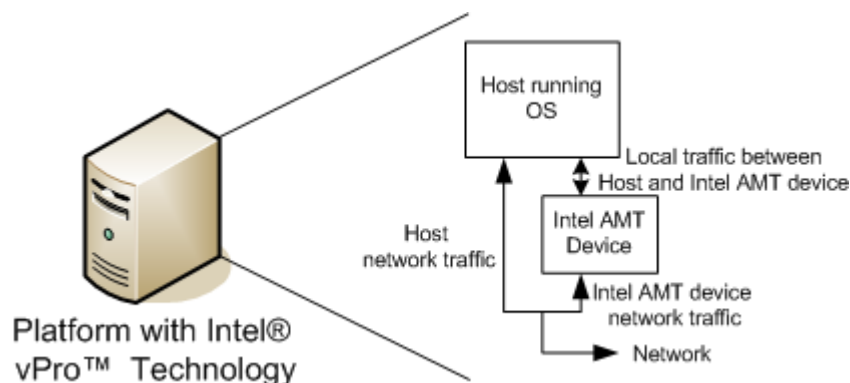 Host running
OS
Local traffic between
Host and Intel AMT device
Intel AMT
Device
Host
network traffic
Intel AMT device
network traffic
Network
Platform with Intel®
vPro™ Technology